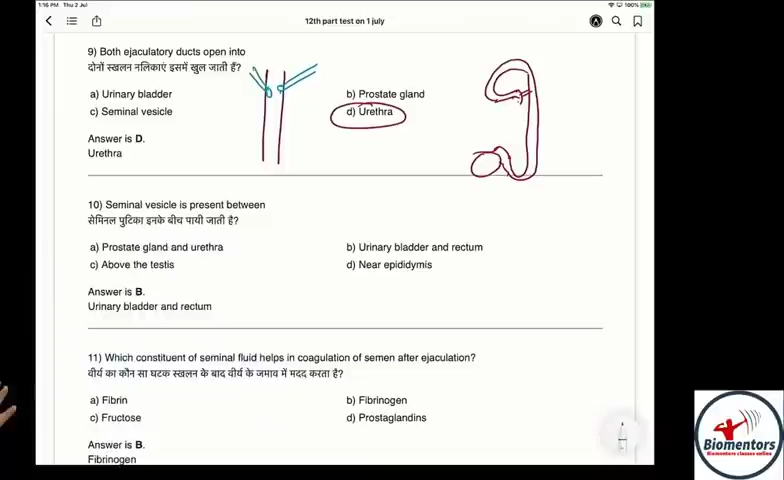 1:16 PM Thu 2 Jul
100%
12th part test on 1 july
9) Both ejaculatory ducts open into
दोनों स्खलन नलिकाएं इसमें खुल जाती हैं?
a) Urinary bladder
b) Prostate gland
c) Seminal vesicle
d) Urethra
Answer is D.
Urethra
10) Seminal vesicle is present between
सेमिनल पुटिका इनके बीच पायी जाती है?
a) Prostate gland and urethra
b) Urinary bladder and rectum
c) Above the testis
d) Near epididymis
Answer is B.
Urinary bladder and rectum
11) Which constituent of seminal fluid helps in coagulation of semen after ejaculation?
वीर्य का कौन सा घटक स्खलन के बाद वीर्य के जमाव में मदद करता है?
a) Fibrin
b) Fibrinogen
c) Fructose
d) Prostaglandins
Answer is B.
Fibrinogen
Biomentors
Biomentors classes online